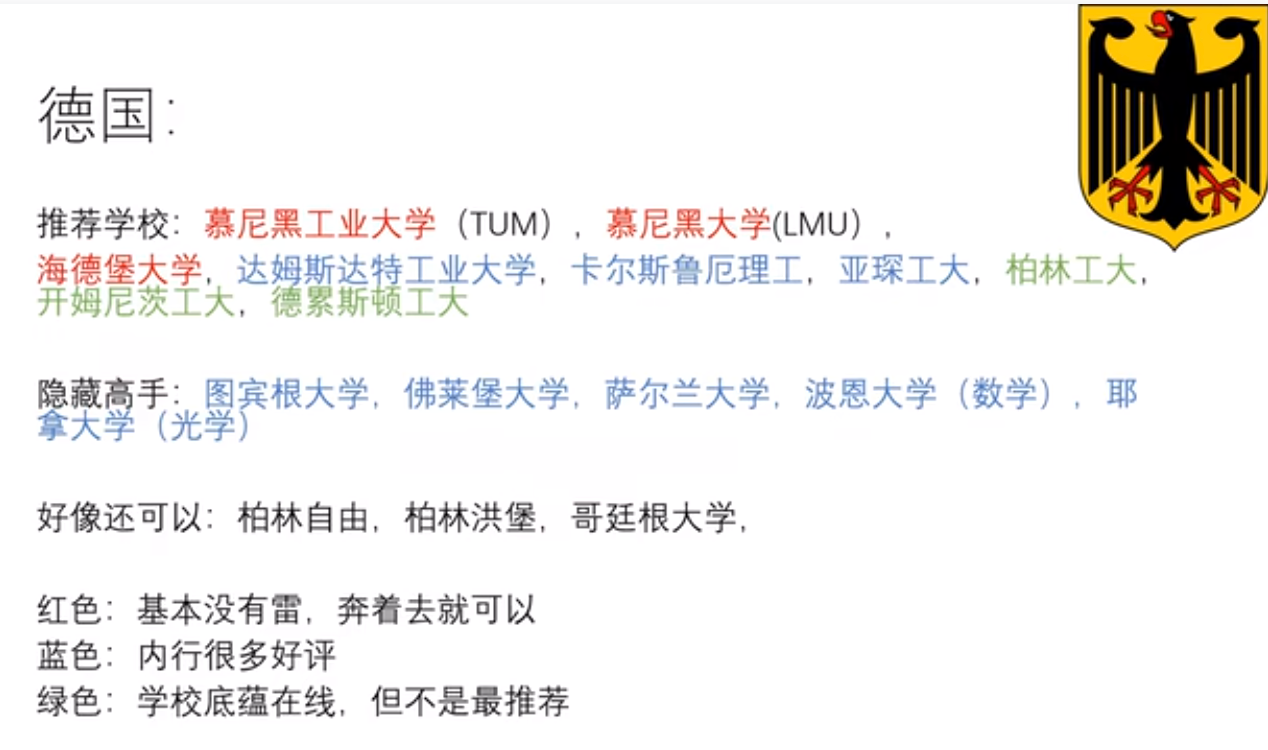 德国：
推荐学校：慕尼黑工业大学（TUM），慕尼黑大学(LMU），
海德堡大学，达姆斯达特工业大学，卡尔斯鲁厄理工，亚琛工大，柏林工大，
开姆尼茨工大，德累斯顿工大
隐藏高手：图宾根大学，佛莱堡大学，萨尔兰大学，波恩大学（数学），耶
拿大学（光学）
好像还可以：柏林自由，柏林洪堡，哥廷根大学，
红色：基本没有雷，奔着去就可以
蓝色：内行很多好评
绿色：学校底蕴在线，但不是最推荐